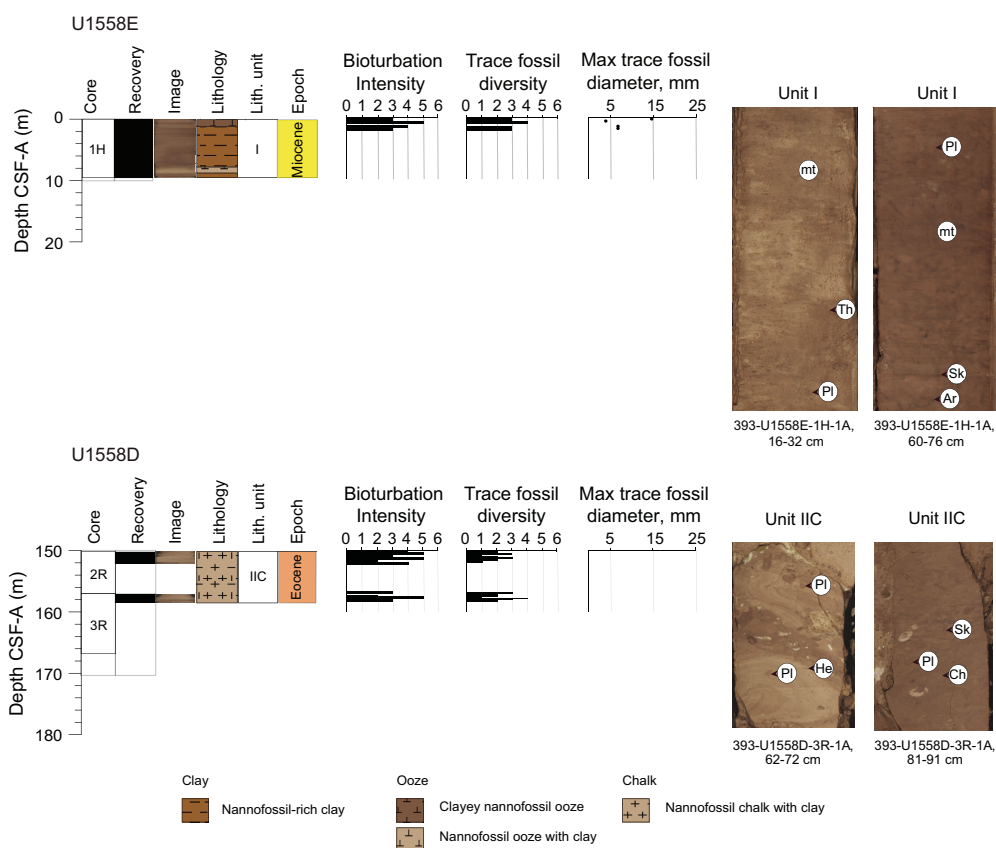 U1558E
Core
Recovery
Image
Lithology
Lith. unit
Epoch
Bioturbation
Intensity
Trace fossil
diversity
Max trace fossil
diameter, mm
0 1 2 3 4 5 6
0 1 2 3 4 5 6
5 15 25
Depth CSF-A (m)
0
10
20
1H
I
Miocene
Unit I
mt
Th
Pl
393-U1558E-1H-1A,
16-32 cm
Unit I
Pl
mt
Sk
Ar
393-U1558E-1H-1A,
60-76 cm
U1558D
Core
Recovery
Image
Lithology
Lith. unit
Epoch
Bioturbation
Intensity
Trace fossil
diversity
Max trace fossil
diameter, mm
0 1 2 3 4 5 6
0 1 2 3 4 5 6
5 15 25
Depth CSF-A (m)
150
160
170
180
2R
3R
IIC
Eocene
Unit IIC
Pl
Pl
He
393-U1558D-3R-1A,
62-72 cm
Unit IIC
Sk
Pl
Ch
393-U1558D-3R-1A,
81-91 cm
Clay
Nannofossil-rich clay
Ooze
Clayey nannofossil ooze
Nannofossil ooze with clay
Chalk
Nannofossil chalk with clay